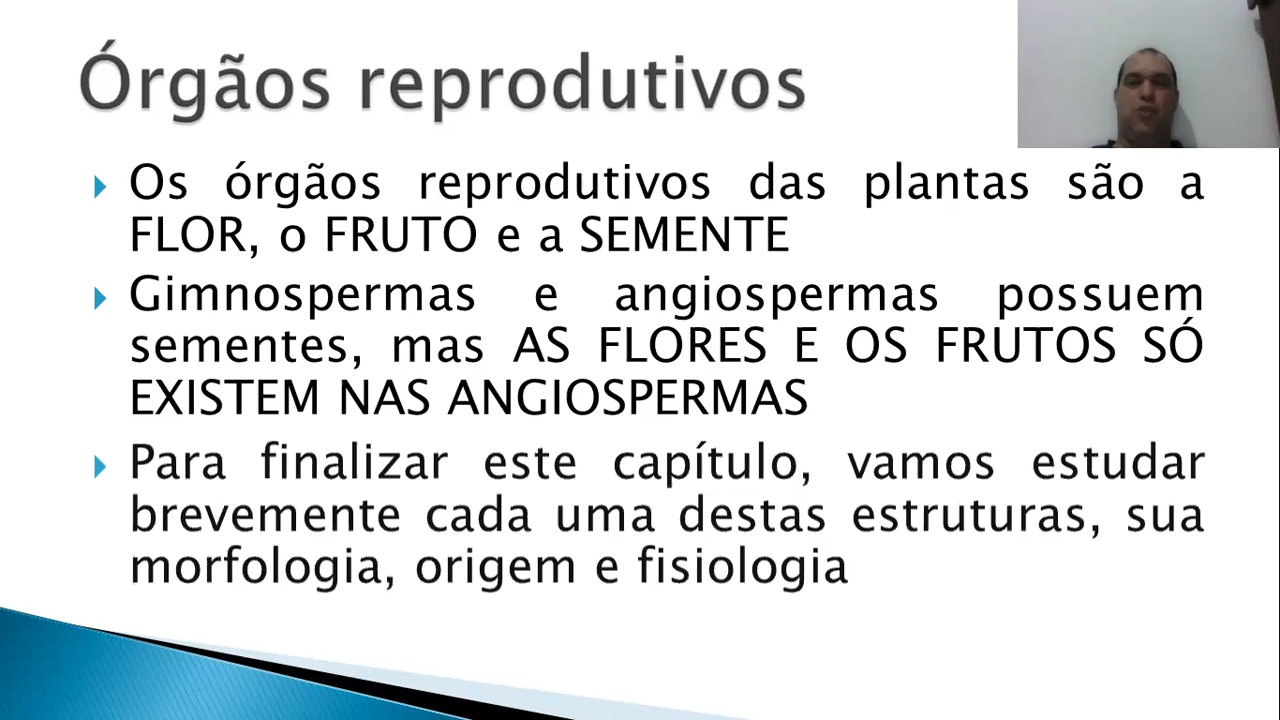 Órgãos reprodutivos
Os órgãos reprodutivos das plantas são a
FLOR, o FRUTO e a SEMENTE
Gimnospermas e angiospermas possuem
sementes, mas AS FLORES E OS FRUTOS SÓ
EXISTEM NAS ANGIOSPERMAS
Para finalizar este capítulo, vamos estudar
brevemente cada uma destas estruturas, sua
morfologia, origem e fisiologia